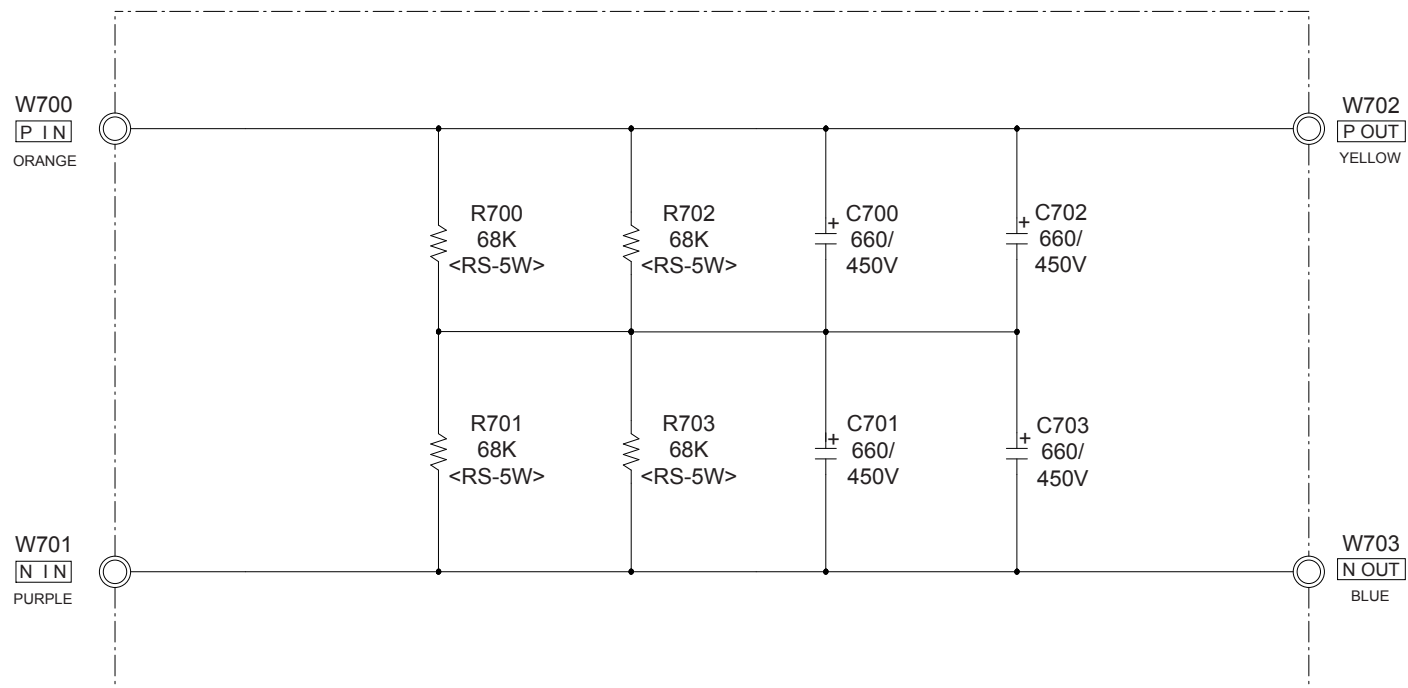 W700
P IN
ORANGE
W702
P OUT
YELLOW
R700
68K
<RS-5W>
R702
68K
<RS-5W>
C700
660/
450V
C702
660/
450V
+
+
R701
68K
<RS-5W>
R703
68K
<RS-5W>
C701
660/
450V
C703
660/
450V
+
+
W701
N IN
PURPLE
W703
N OUT
BLUE